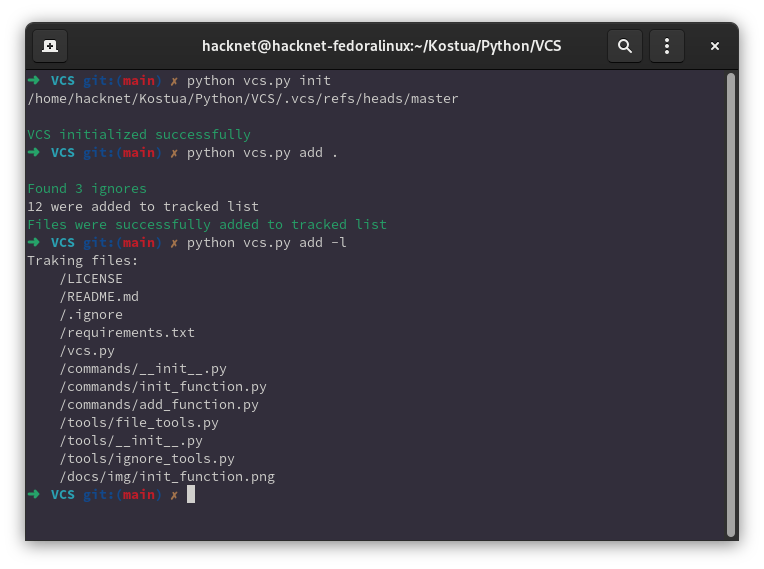 hacknet@hacknet-fedoralinux:~/Kostua/Python/VCS
➜ VCS git:(main) ✗ python vcs.py init
/home/hacknet/Kostua/Python/VCS/.vcs/refs/heads/master
VCS initialized successfully
➜ VCS git:(main) ✗ python vcs.py add .
Found 3 ignores
12 were added to tracked list
Files were successfully added to tracked list
➜ VCS git:(main) ✗ python vcs.py add -l
Traking files:
/LICENSE
/README.md
/.ignore
/requirements.txt
/vcs.py
/commands/__init__.py
/commands/init_function.py
/commands/add_function.py
/tools/file_tools.py
/tools/__init__.py
/tools/ignore_tools.py
/docs/img/init_function.png
➜ VCS git:(main) ✗